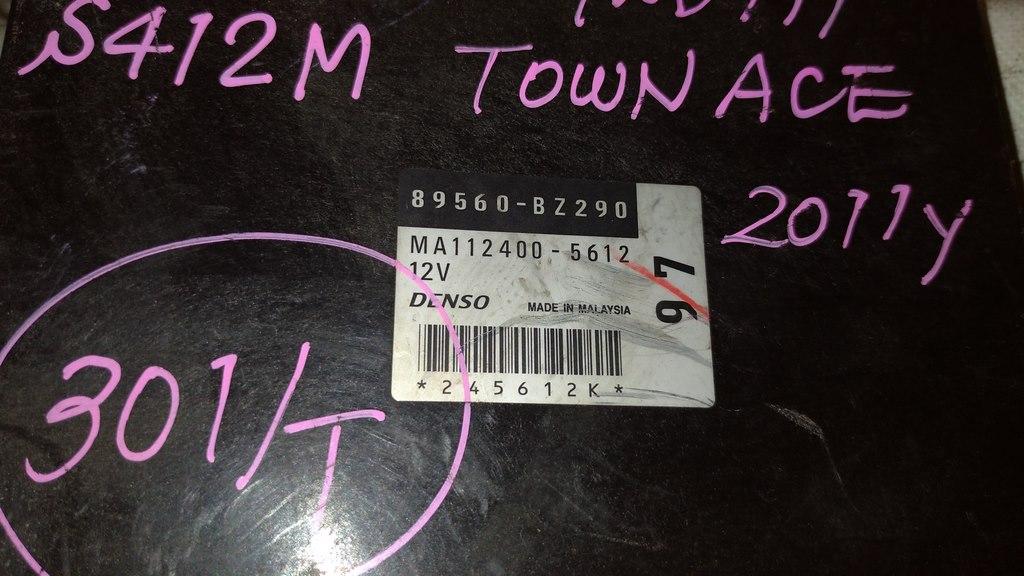 S412M
TOWN ACE
89560-BZ290
MA112400-5612
12V
DENSO MADE IN MALAYSIA
97
*245612K*
2011y
301/T